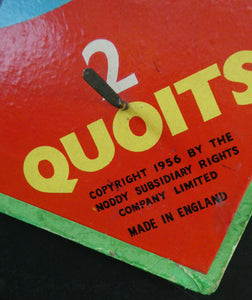 2
QUOITS
COPYRIGHT 1956 BY THE
NODDY SUBSIDIARY RIGHTS
COMPANY LIMITED
MADE IN ENGLAND